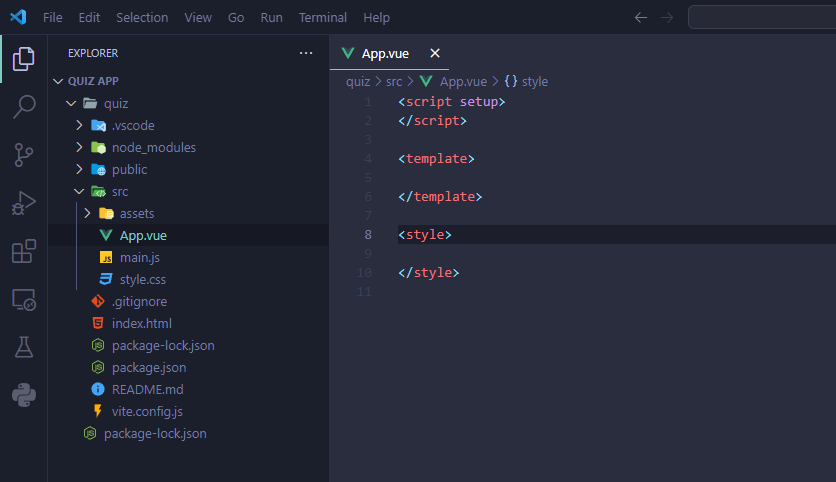 File Edit Selection View Go Run Terminal Help
EXPLORER
QUIZ APP
quiz
.vscode
node_modules
public
src
assets
App.vue
main.js
style.css
.gitignore
index.html
package-lock.json
package.json
README.md
vite.config.js
package-lock.json
App.vue
quiz > src > App.vue > {} style
1 <script setup>
2 </script>
3
4 <template>
5
6 </template>
7
8 <style>
9
10 </style>
11